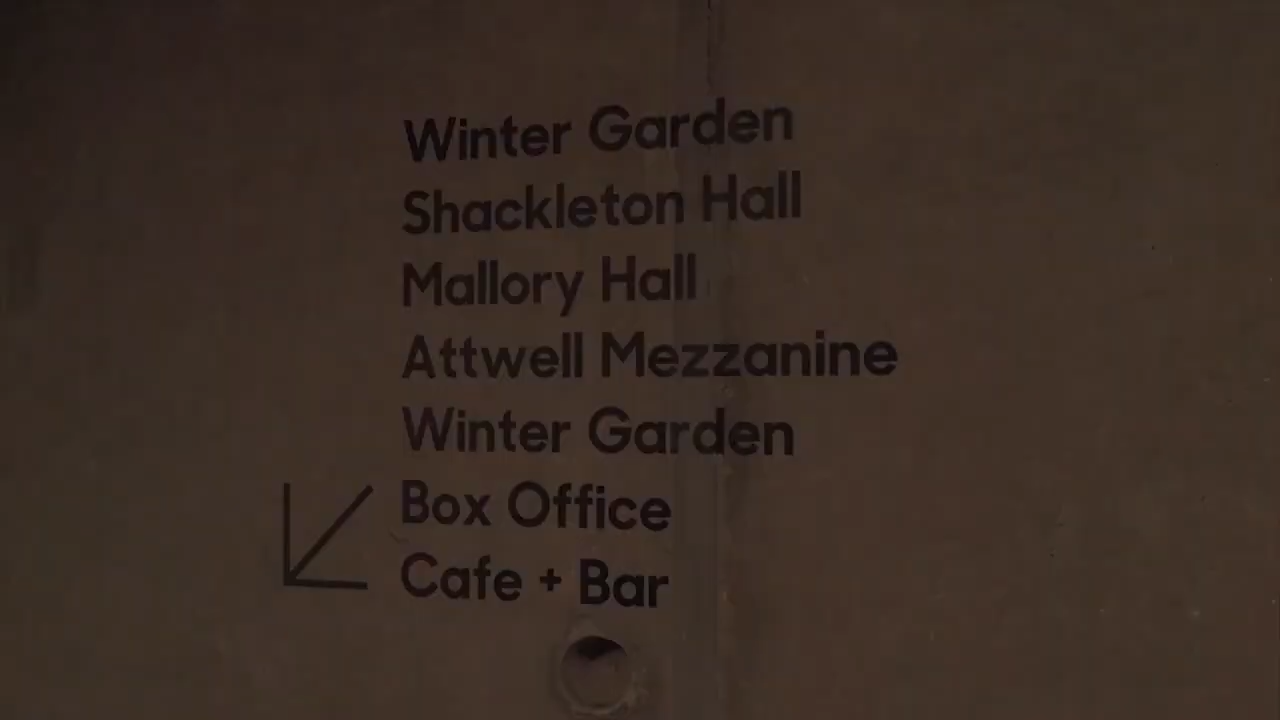 Winter Garden
Shackleton Hall
Mallory Hall
Attwell Mezzanine
Winter Garden
Box Office
Cafe + Bar